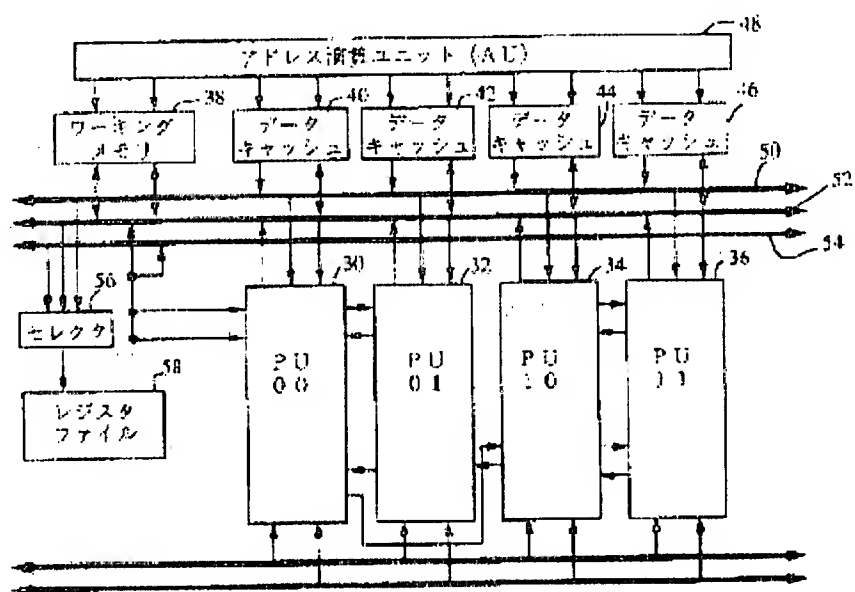 48
アドレス演算ユニット (AU)
38
40
42
44
46
ワーキング
メモリ
データ
キャッシュ
データ
キャッシュ
データ
キャッシュ
データ
キャッシュ
50
52
54
30
32
34
36
56
セレクタ
58
レジスタ
ファイル
PU
00
PU
01
PU
10
PU
11